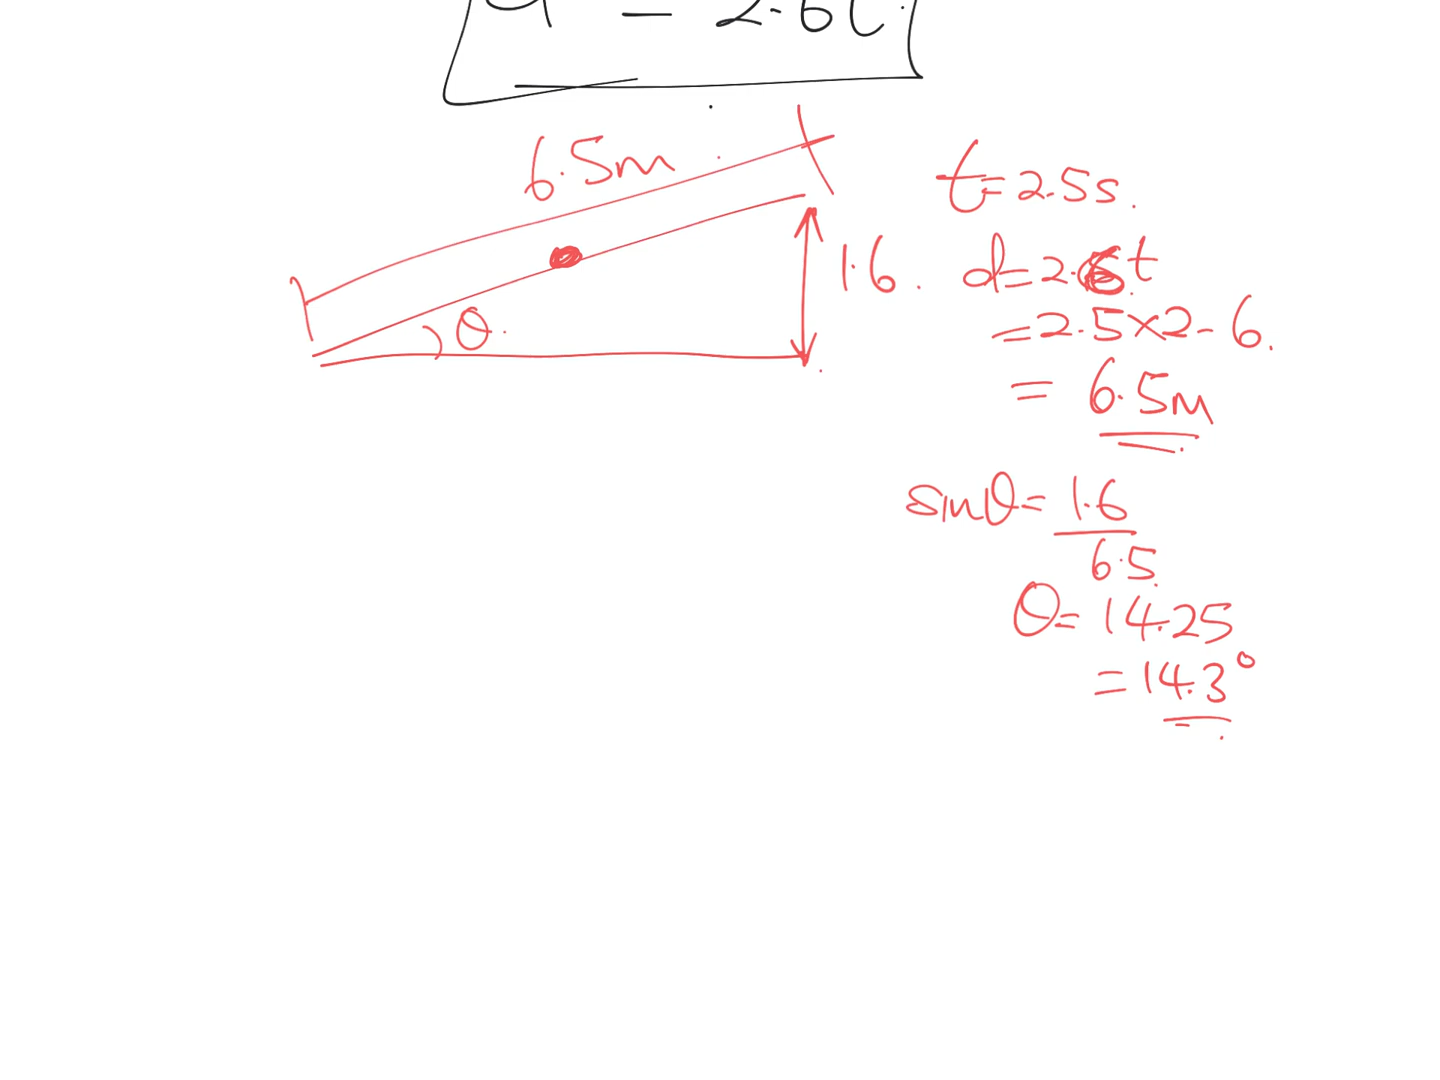 = 2.6t
6.5m
t=2.5s.
1.6.
d=2.6t
θ.
=2.5×2.6.
= 6.5m
sinθ= 1.6
6.5
θ= 14.25
=14.3°